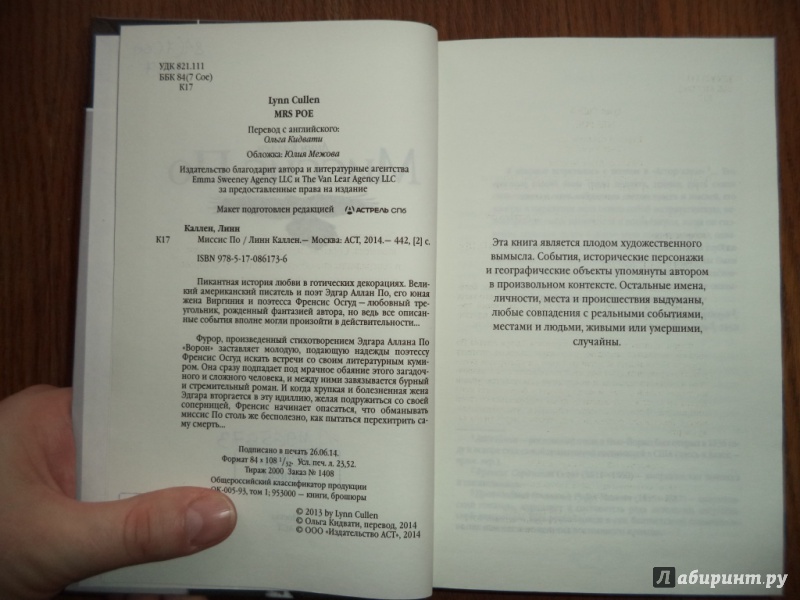 УДК 821.111
ББК 84(7 Сое)
К17
Lynn Cullen
MRS POE
Перевод с английского:
Ольга Кидвати
Обложка: Юлия Межова
Издательство благодарит автора и литературные агентства
Emma Sweeney Agency LLC и The Van Lear Agency LLC
за предоставленные права на издание
Макет подготовлен редакцией АСТРЕЛЬ СПб
Каллен, Линн
К17 Миссис По / Линн Каллен.— Москва: АСТ, 2014.— 442, [2] с.
ISBN 978-5-17-086173-6
Пикантная история любви в готических декорациях. Вели-
кий американский писатель и поэт Эдгар Аллан По, его юная
жена Виргиния и поэтесса Френсис Осгуд — любовный тре-
угольник, рожденный фантазией автора, но ведь все описан-
ные события вполне могли произойти в действительности...
Фурор, произведенный стихотворением Эдгара Аллана По
«Ворон» заставляет молодую, подающую надежды поэтессу
Френсис Осгуд искать встречи со своим литературным куми-
ром. Она сразу подпадает под мрачное обаяние этого загадоч-
ного и сложного человека, и между ними завязывается бурный
и стремительный роман. И когда хрупкая и болезненная жена
Эдгара вторгается в эту идиллию, желая подружиться со своей
соперницей, Френсис начинает опасаться, что обманывать
миссис По столь же бесполезно, как пытаться перехитрить са-
му смерть...
Подписано в печать 26.06.14.
Формат 84 x 108 1/32. Усл. печ. л. 23,52.
Тираж 2000 Заказ № 1408
Общероссийский классификатор продукции
ОК-005-93, том 1; 953000 — книги, брошюры
© 2013 by Lynn Cullen
© Ольга Кидвати, перевод, 2014
© ООО «Издательство АСТ», 2014
Эта книга является плодом художественного
вымысла. События, исторические персонажи
и географические объекты упомянуты автором
в произвольном контексте. Остальные имена,
личности, места и происшествия выдуманы,
любые совпадения с реальными событиями,
местами и людьми, живыми или умершими,
случайны.
Лабиринт.ру